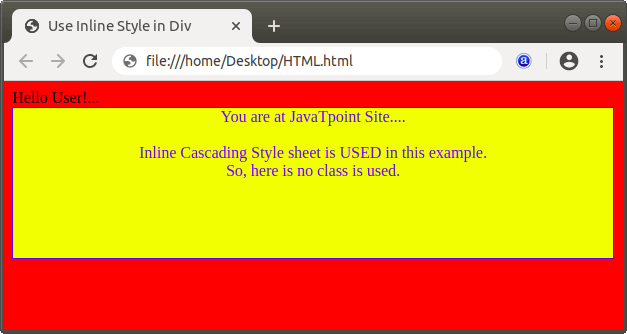 Use Inline Style in Div
file:///home/Desktop/HTML.html
a
Hello User!...
You are at JavaTpoint Site....
Inline Cascading Style sheet is USED in this example.
So, here is no class is used.